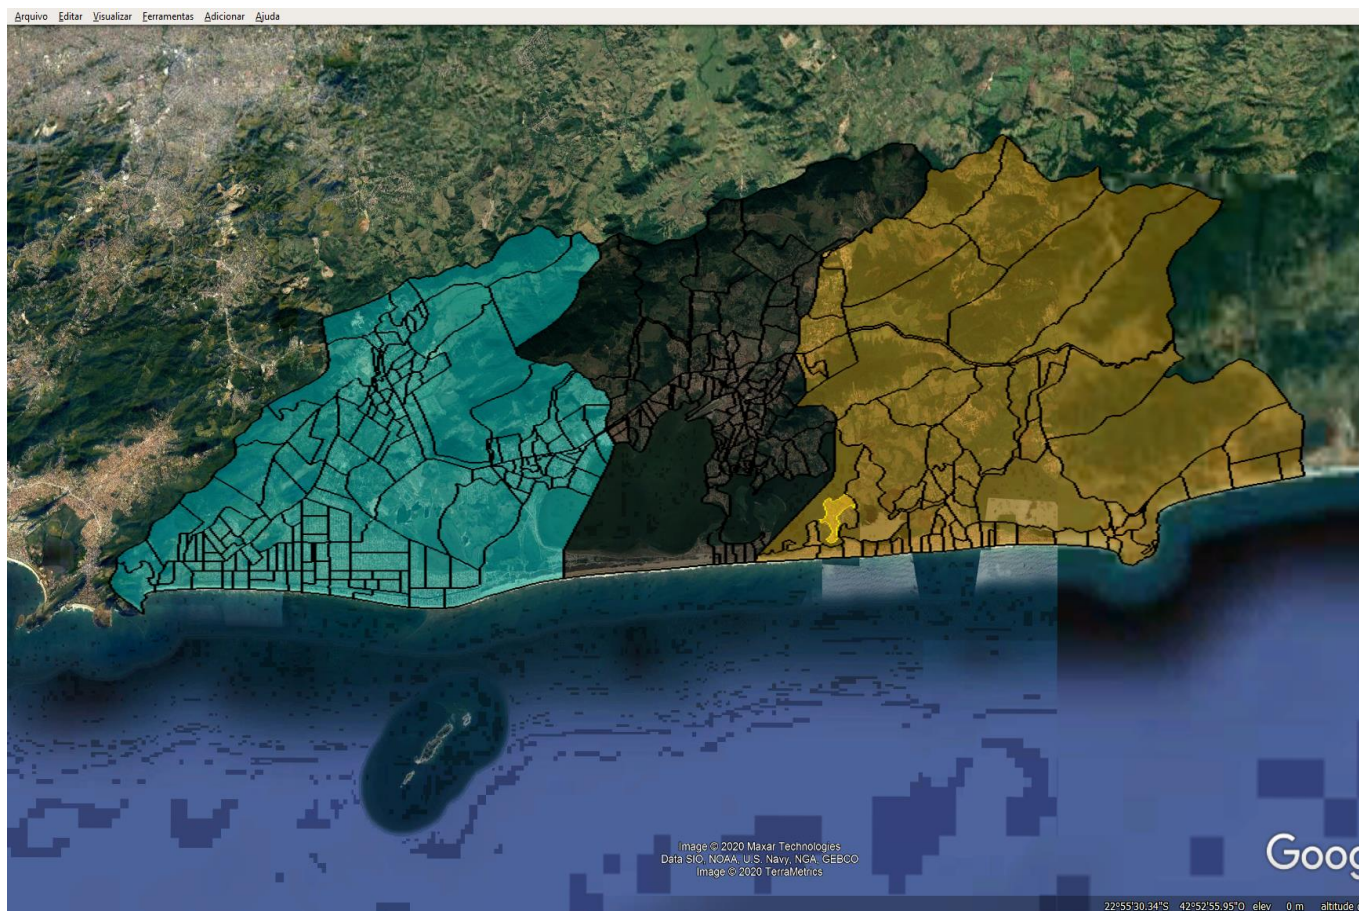 Arquivo Editar Visualizar Ferramentas Adicionar Ajuda
Image © 2020 Maxar Technologies
Data SIO, NOAA, U.S. Navy, NGA, GEBCO
Image © 2020 TerraMetrics
Goog
22°55'30.34"S 42°52'55.95"O elev 0 m altitude